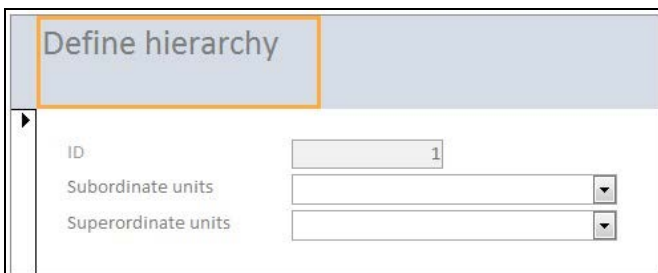 Define hierarchy
ID 1
Subordinate units
Superordinate units